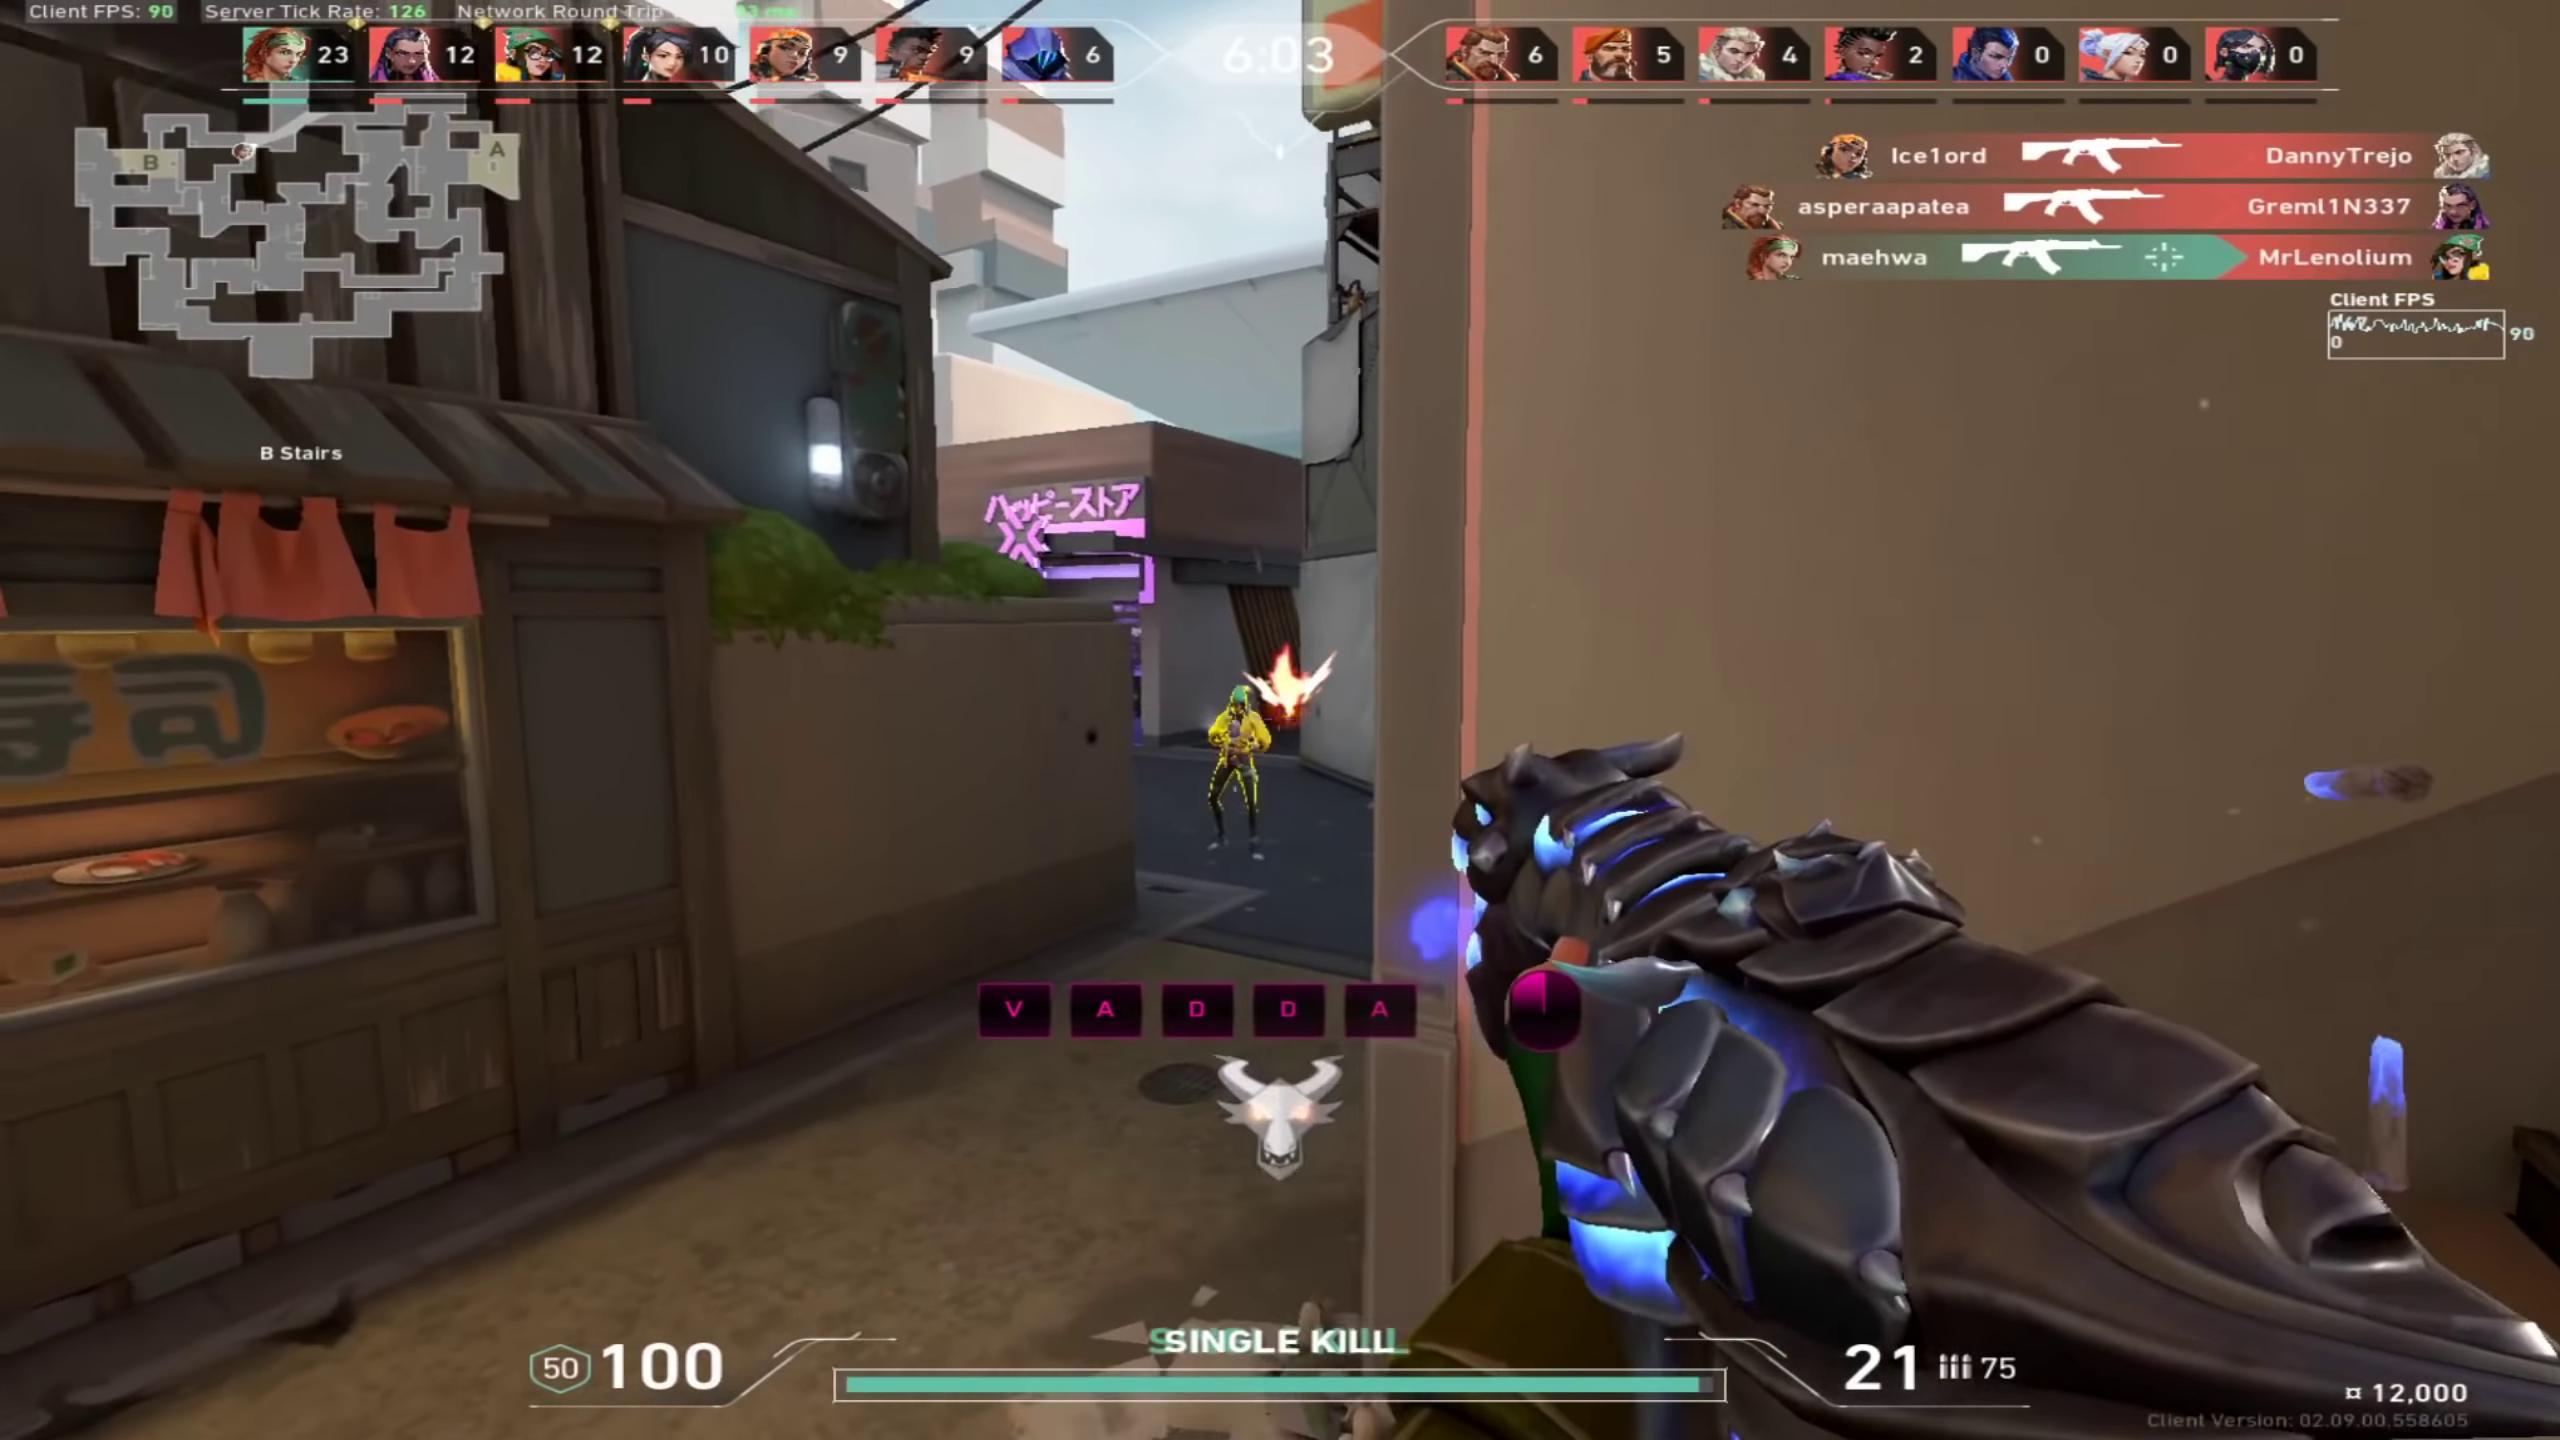 Client FPS: 90 Server Tick Rate: 126 Network Round Trip
23 12 12 10 9 9 6 6:03 6 5 4 2 0 0 0
B A
Ice1ord DannyTrejo
asperaapatea Greml1N337
maehwa MrLenolium
Client FPS
90
0
B Stairs
ハッピーストア
寿司
V A D D A
SINGLE KILL
50 100
21 75
¤ 12,000
Client Version: 02.09.00.558605